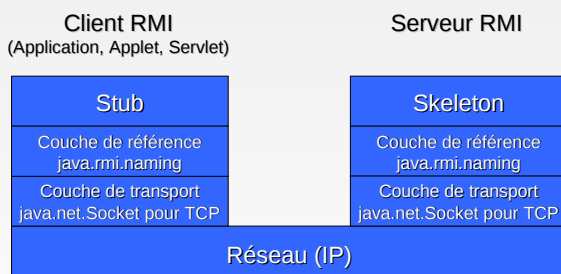 Client RMI
(Application, Applet, Servlet)
Stub
Couche de référence
java.rmi.naming
Couche de transport
java.net.Socket pour TCP
Serveur RMI
Skeleton
Couche de référence
java.rmi.naming
Couche de transport
java.net.Socket pour TCP
Réseau (IP)